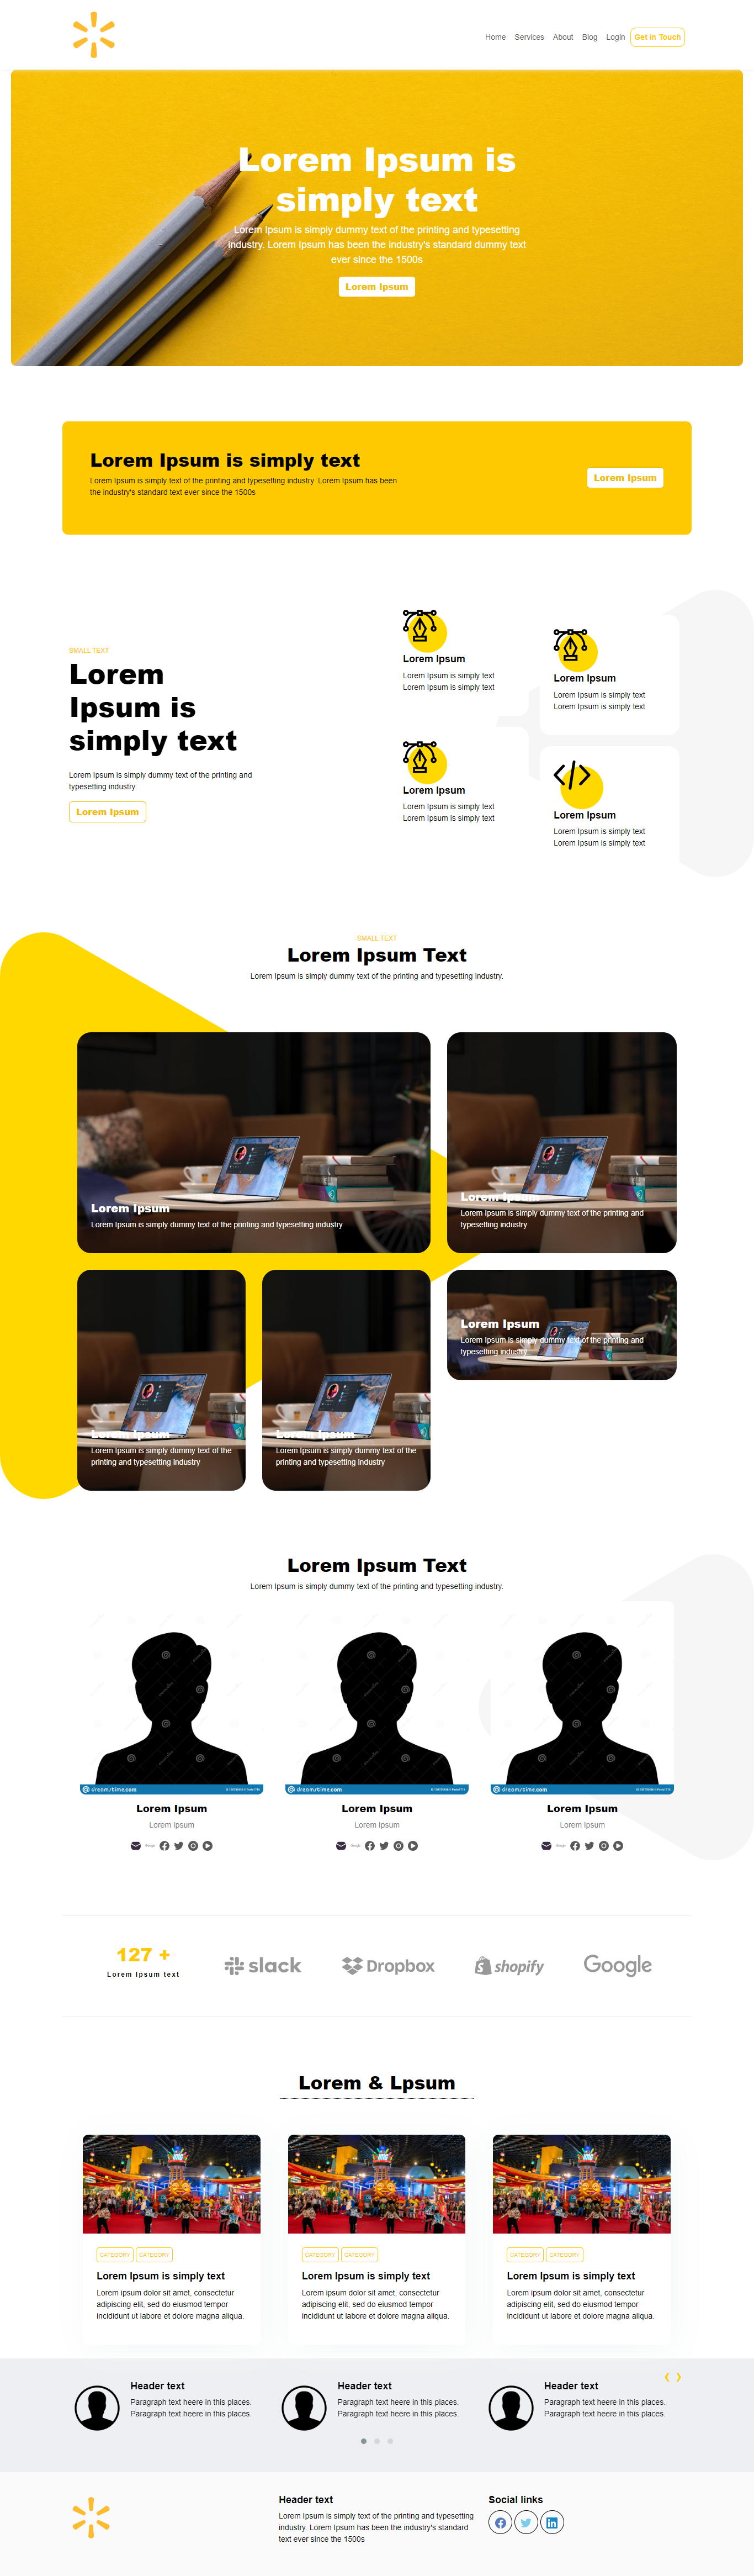 Home Services About Blog Login Get in Touch
Lorem Ipsum is
simply text
Lorem Ipsum is simply dummy text of the printing and typesetting
industry. Lorem Ipsum has been the industry's standard dummy text
ever since the 1500s
Lorem Ipsum
Lorem Ipsum is simply text
Lorem Ipsum is simply text of the printing and typesetting industry. Lorem Ipsum has been
the industry's standard text ever since the 1500s
Lorem Ipsum
SMALL TEXT
Lorem
Ipsum is
simply text
Lorem Ipsum is simply dummy text of the printing and
typesetting industry.
Lorem Ipsum
Lorem Ipsum
Lorem Ipsum is simply text
Lorem Ipsum is simply text
Lorem Ipsum
Lorem Ipsum is simply text
Lorem Ipsum is simply text
Lorem Ipsum
Lorem Ipsum is simply text
Lorem Ipsum is simply text
Lorem Ipsum
Lorem Ipsum is simply text
Lorem Ipsum is simply text
SMALL TEXT
Lorem Ipsum Text
Lorem Ipsum is simply dummy text of the printing and typesetting industry.
Lorem Ipsum
Lorem Ipsum is simply dummy text of the printing and typesetting industry
Lorem Ipsum
Lorem Ipsum is simply dummy text of the printing and
typesetting industry
Lorem Ipsum
Lorem Ipsum is simply dummy text of the
printing and typesetting industry
Lorem Ipsum
Lorem Ipsum is simply dummy text of the
printing and typesetting industry
Lorem Ipsum
Lorem Ipsum is simply dummy text of the printing and
typesetting industry
Lorem Ipsum Text
Lorem Ipsum is simply dummy text of the printing and typesetting industry.
dreamstime.com
Lorem Ipsum
Lorem Ipsum
dreamstime.com
Lorem Ipsum
Lorem Ipsum
dreamstime.com
Lorem Ipsum
Lorem Ipsum
127 +
Lorem Ipsum text
slack
Dropbox
shopify
Google
Lorem & Lpsum
CATEGORY CATEGORY
Lorem Ipsum is simply text
Lorem ipsum dolor sit amet, consectetur
adipiscing elit, sed do eiusmod tempor
incididunt ut labore et dolore magna aliqua.
CATEGORY CATEGORY
Lorem Ipsum is simply text
Lorem ipsum dolor sit amet, consectetur
adipiscing elit, sed do eiusmod tempor
incididunt ut labore et dolore magna aliqua.
CATEGORY CATEGORY
Lorem Ipsum is simply text
Lorem ipsum dolor sit amet, consectetur
adipiscing elit, sed do eiusmod tempor
incididunt ut labore et dolore magna aliqua.
Header text
Paragraph text heere in this places.
Paragraph text heere in this places.
Header text
Paragraph text heere in this places.
Paragraph text heere in this places.
Header text
Paragraph text heere in this places.
Paragraph text heere in this places.
Header text
Lorem Ipsum is simply text of the printing and typesetting
industry. Lorem Ipsum has been the industry's standard
text ever since the 1500s
Social links